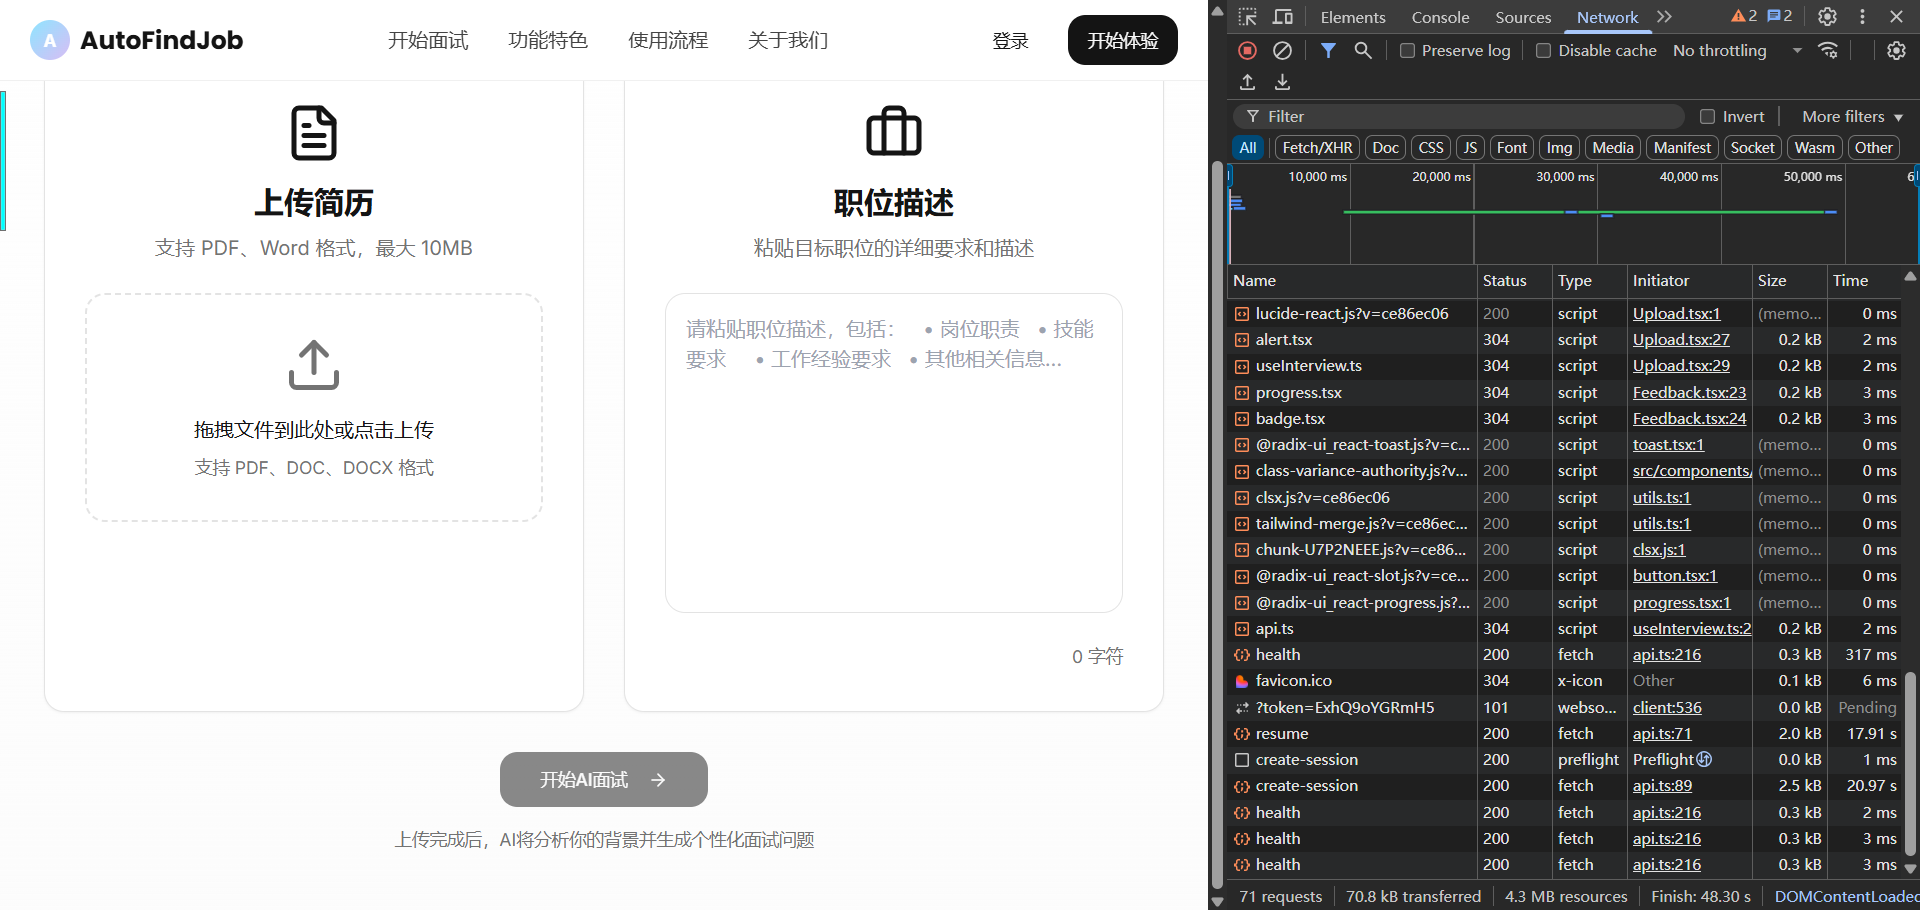 A AutoFindJob
开始面试
功能特色
使用流程
关于我们
登录
开始体验
上传简历
支持 PDF、Word 格式，最大 10MB
拖拽文件到此处或点击上传
支持 PDF、DOC、DOCX 格式
职位描述
粘贴目标职位的详细要求和描述
请粘贴职位描述，包括： • 岗位职责 • 技能
要求 • 工作经验要求 • 其他相关信息...
0 字符
开始AI面试 →
上传完成后，AI将分析你的背景并生成个性化面试问题
Elements Console Sources Network 2 2
Preserve log Disable cache No throttling
Filter Invert More filters
All Fetch/XHR Doc CSS JS Font Img Media Manifest Socket Wasm Other
10,000 ms 20,000 ms 30,000 ms 40,000 ms 50,000 ms 6
Name Status Type Initiator Size Time
lucide-react.js?v=ce86ec06 200 script Upload.tsx:1 (memo... 0 ms
alert.tsx 304 script Upload.tsx:27 0.2 kB 2 ms
useInterview.ts 304 script Upload.tsx:29 0.2 kB 2 ms
progress.tsx 304 script Feedback.tsx:23 0.2 kB 3 ms
badge.tsx 304 script Feedback.tsx:24 0.2 kB 3 ms
@radix-ui_react-toast.js?v=c... 200 script toast.tsx:1 (memo... 0 ms
class-variance-authority.js?v... 200 script src/components/ (memo... 0 ms
clsx.js?v=ce86ec06 200 script utils.ts:1 (memo... 0 ms
tailwind-merge.js?v=ce86ec... 200 script utils.ts:1 (memo... 0 ms
chunk-U7P2NEEE.js?v=ce86... 200 script clsx.js:1 (memo... 0 ms
@radix-ui_react-slot.js?v=ce... 200 script button.tsx:1 (memo... 0 ms
@radix-ui_react-progress.js?... 200 script progress.tsx:1 (memo... 0 ms
api.ts 304 script useInterview.ts:2 0.2 kB 2 ms
health 200 fetch api.ts:216 0.3 kB 317 ms
favicon.ico 304 x-icon Other 0.1 kB 6 ms
?token=ExhQ9oYGRmH5 101 webso... client:536 0.0 kB Pending
resume 200 fetch api.ts:71 2.0 kB 17.91 s
create-session 200 preflight Preflight 0.0 kB 1 ms
create-session 200 fetch api.ts:89 2.5 kB 20.97 s
health 200 fetch api.ts:216 0.3 kB 2 ms
health 200 fetch api.ts:216 0.3 kB 3 ms
health 200 fetch api.ts:216 0.3 kB 3 ms
71 requests 70.8 kB transferred 4.3 MB resources Finish: 48.30 s DOMContentLoaded